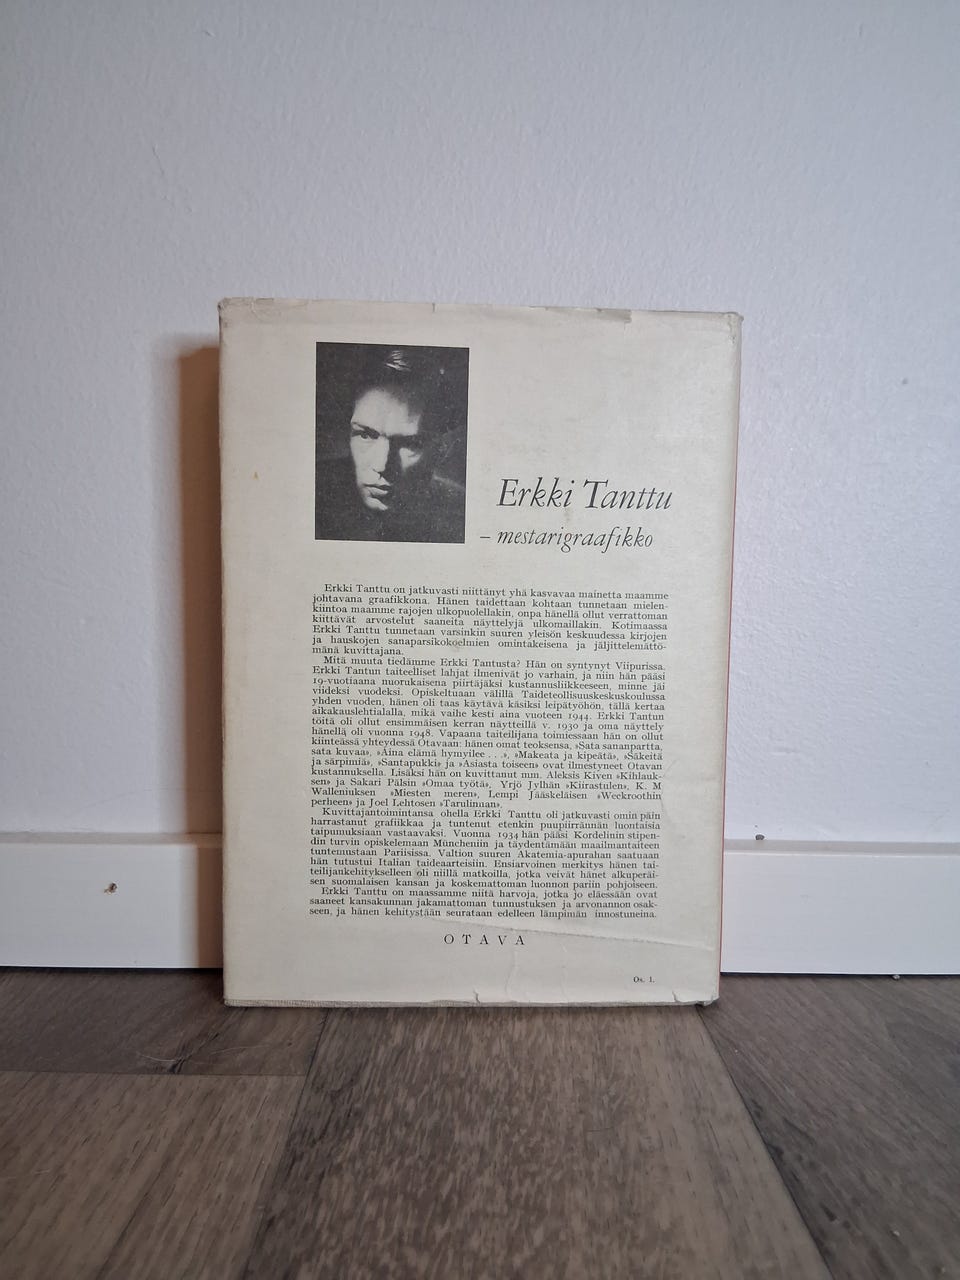 Erkki Tanttu
– mestarigraafikko
Erkki Tanttu on jatkuvasti niittänyt yhä kasvavaa mainetta maamme
johtavana graafikkona. Hänen taidettaan kohtaan tunnetaan mielen-
kiintoa maamme rajojen ulkopuolellakin, onpa hänellä ollut verrattoman
kiittävät arvostelut saaneita näyttelyjä ulkomaillakin. Kotimaassa
Erkki Tanttu tunnetaan varsinkin suuren yleisön keskuudessa kirjojen
ja hauskojen sanaparsikokoelmien omintakeisena ja jäljittelemättö-
mänä kuvittajana.
Mitä muuta tiedämme Erkki Tantusta? Hän on syntynyt Viipurissa.
Erkki Tantun taiteelliset lahjat ilmenivät jo varhain, ja niin hän pääsi
19-vuotiaana nuorukaisena piirtäjäksi kustannusliikkeeseen, minne jäi
viideksi vuodeksi. Opiskeltuaan välillä Taideteollisuuskeskuskoulussa
yhden vuoden, hänen oli taas käytävä käsiksi leipätyöhön, tällä kertaa
aikakauslehtialalla, mikä vaihe kesti aina vuoteen 1944. Erkki Tantun
töitä oli ollut ensimmäisen kerran näytteillä v. 1930 ja oma näyttely
hänellä oli vuonna 1948. Vapaana taiteilijana toimiessaan hän on ollut
kiinteässä yhteydessä Otavaan: hänen omat teoksensa, »Sata sananpartta,
sata kuvaa», »Aina elämä hymyilee . . .», »Makeata ja kipeätä», »Säkeitä
ja särpimiä», »Santapukki» ja »Asiasta toiseen» ovat ilmestyneet Otavan
kustannuksella. Lisäksi hän on kuvittanut mm. Aleksis Kiven »Kihlauk-
sen» ja Sakari Pälsin »Omaa työtä», Yrjö Jylhän »Kiirastulen», K. M
Walleniuksen »Miesten meren», Lempi Jääskeläisen »Weckroothin
perheen» ja Joel Lehtosen »Tarulinnan».
Kuvittajantoimintansa ohella Erkki Tanttu oli jatkuvasti omin päin
harrastanut grafiikkaa ja tuntenut etenkin puupiirrännän luontaisia
taipumuksiaan vastaavaksi. Vuonna 1934 hän pääsi Kordelinin stipen-
din turvin opiskelemaan Müncheniin ja täydentämään maailmantaiteen
tuntemustaan Pariisissa. Valtion suuren Akatemia-apurahan saatuaan
hän tutustui Italian taideaarteisiin. Ensiarvoinen merkitys hänen tai-
teilijankehitykselleen oli niillä matkoilla, jotka veivät hänet alkuperäi-
sen suomalaisen kansan ja koskemattoman luonnon pariin pohjoiseen.
Erkki Tanttu on maassamme niitä harvoja, jotka jo eläessään ovat
saaneet kansakunnan jakamattoman tunnustuksen ja arvonannon osak-
seen, ja hänen kehitystään seurataan edelleen lämpimän innostuneina.
OTAVA
Os. 1.